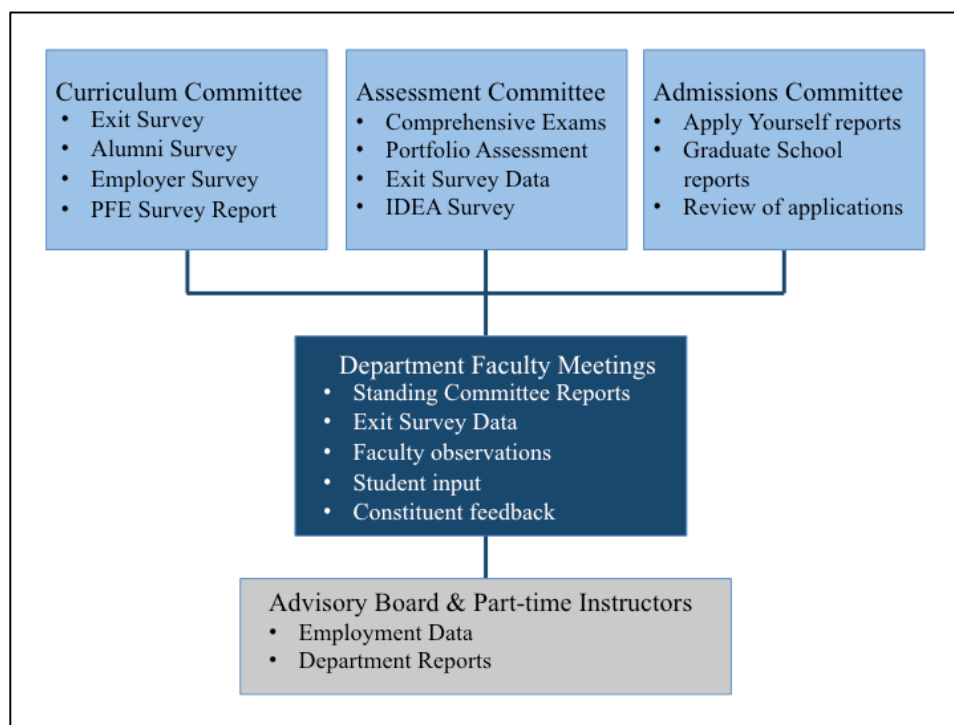 Curriculum Committee
• Exit Survey
• Alumni Survey
• Employer Survey
• PFE Survey Report
Assessment Committee
• Comprehensive Exams
• Portfolio Assessment
• Exit Survey Data
• IDEA Survey
Admissions Committee
• Apply Yourself reports
• Graduate School
reports
• Review of applications
Department Faculty Meetings
• Standing Committee Reports
• Exit Survey Data
• Faculty observations
• Student input
• Constituent feedback
Advisory Board & Part-time Instructors
• Employment Data
• Department Reports